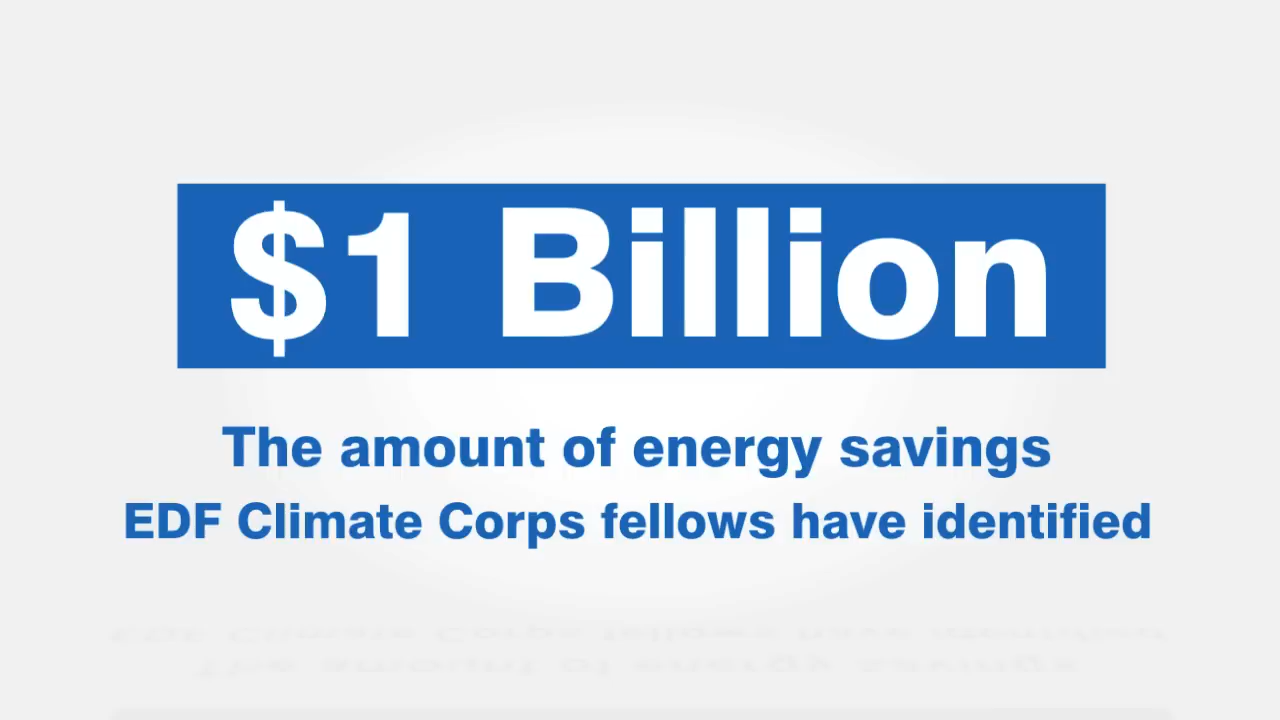 $1 Billion
The amount of energy savings
EDF Climate Corps fellows have identified